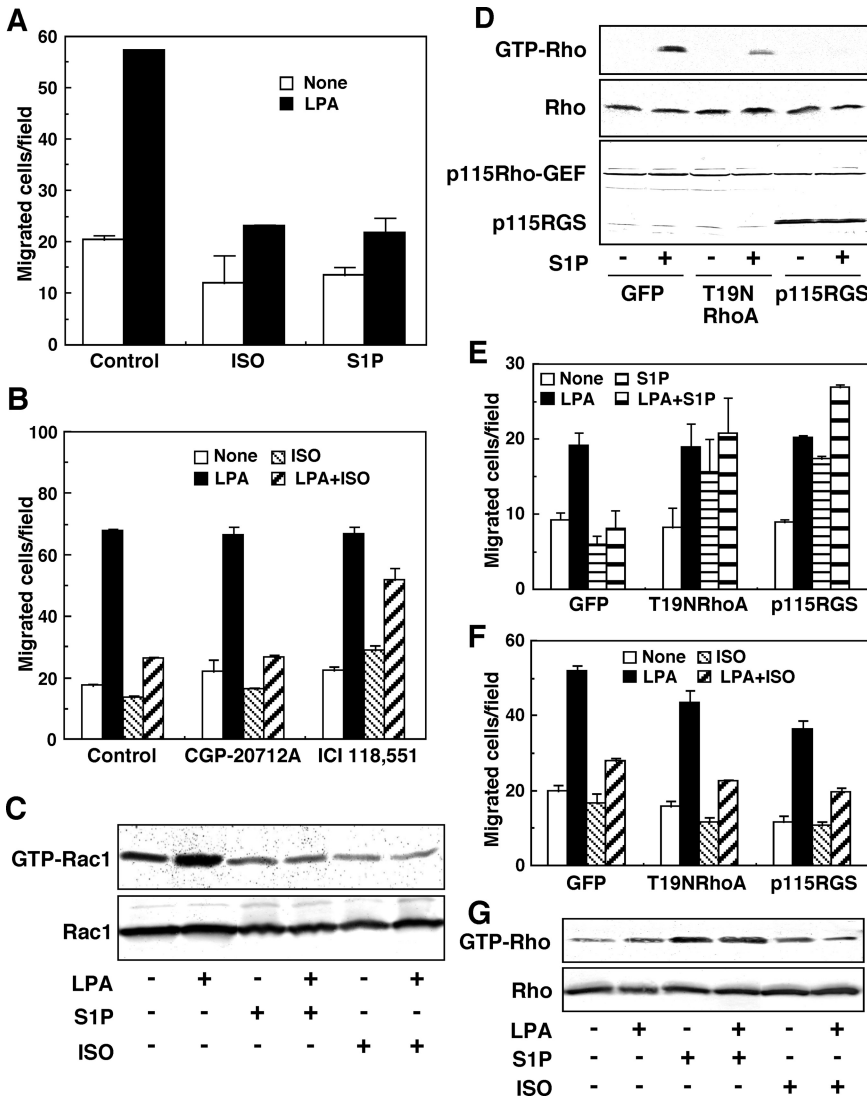 A
60
50
40
30
20
10
0
Migrated cells/field
None
LPA
Control ISO S1P
B
100
80
60
40
20
0
Migrated cells/field
None ISO
LPA LPA+ISO
Control CGP-20712A ICI 118,551
C
GTP-Rac1
Rac1
LPA - + - + - +
S1P - - + + - -
ISO - - - - + +
D
GTP-Rho
Rho
p115Rho-GEF
p115RGS
S1P - + - + - +
GFP T19N p115RGS
RhoA
E
30
20
10
0
Migrated cells/field
None S1P
LPA LPA+S1P
GFP T19NRhoA p115RGS
F
60
40
20
0
Migrated cells/field
None ISO
LPA LPA+ISO
GFP T19NRhoA p115RGS
G
GTP-Rho
Rho
LPA - + - + - +
S1P - - + + - -
ISO - - - - + +